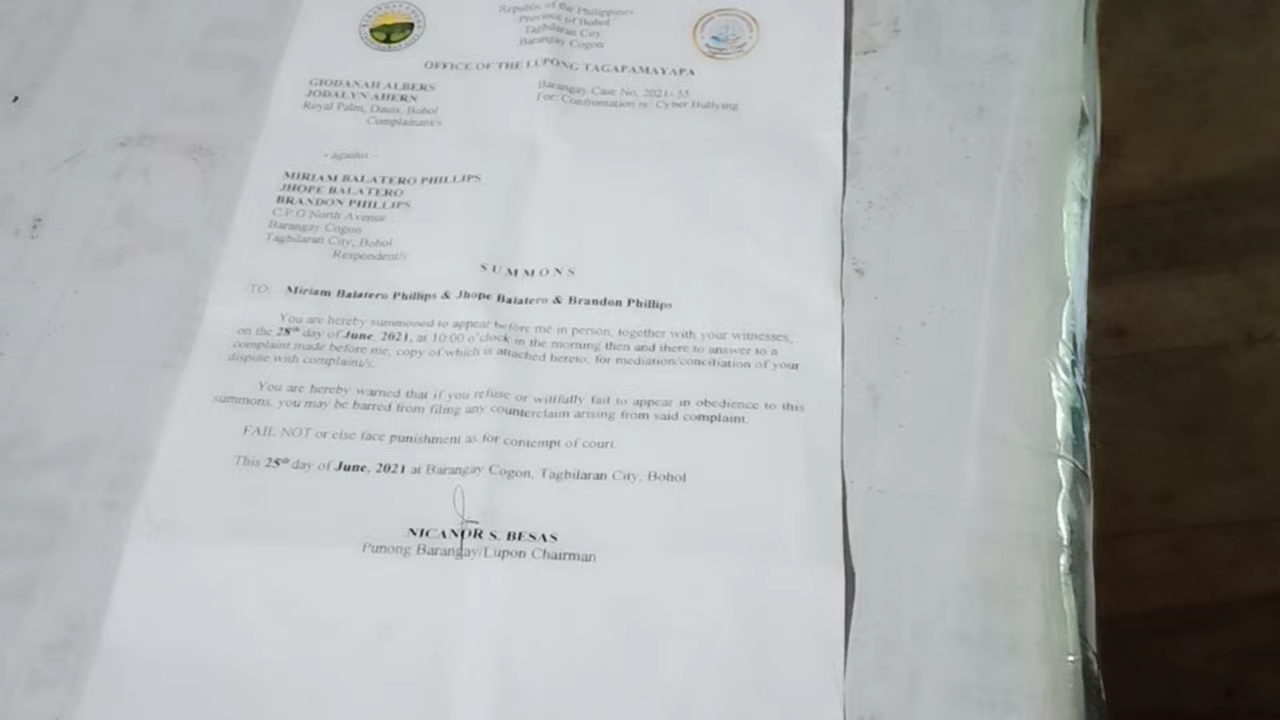 Republic of the Philippines
Province of Bohol
Tagbilaran City
Barangay Cogon
OFFICE OF THE LUPONG TAGAPAMAYAPA
GIODANAH ALBERS
JODALYN AHERN
Royal Palm, Dauis, Bohol
Complainant/s
Barangay Case No. 2021- 55
For: Confrontation re: Cyber Bullying
- against -
MIRIAM BALATERO PHILLIPS
JHOPE BALATERO
BRANDON PHILLIPS
C.P.G North Avenue
Barangay Cogon
Tagbilaran City, Bohol
Respondent/s
SUMMONS
TO: Miriam Balatero Phillips & Jhope Balatero & Brandon Phillips
You are hereby summoned to appear before me in person, together with your witnesses,
on the 28th day of June, 2021, at 10:00 o'clock in the morning then and there to answer to a
complaint made before me, copy of which is attached hereto, for mediation/conciliation of your
dispute with complaint/s.
You are hereby warned that if you refuse or willfully fail to appear in obedience to this
summons, you may be barred from filing any counterclaim arising from said complaint.
FAIL NOT or else face punishment as for contempt of court.
This 25th day of June, 2021 at Barangay Cogon, Tagbilaran City, Bohol
NICANOR S. BESAS
Punong Barangay/Lupon Chairman